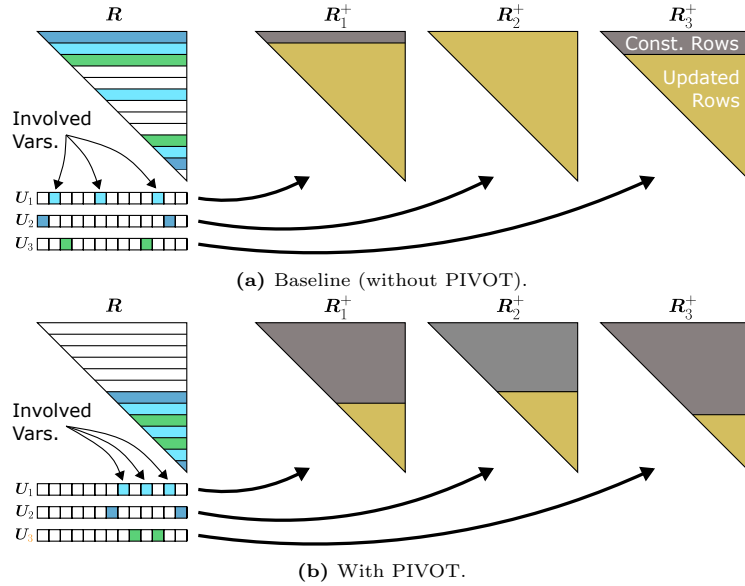 R R₁⁺ R₂⁺ R₃⁺
Const. Rows
Updated
Rows
Involved
Vars.
U₁
U₂
U₃
(a) Baseline (without PIVOT).
R R₁⁺ R₂⁺ R₃⁺
Involved
Vars.
U₁
U₂
U₃
(b) With PIVOT.